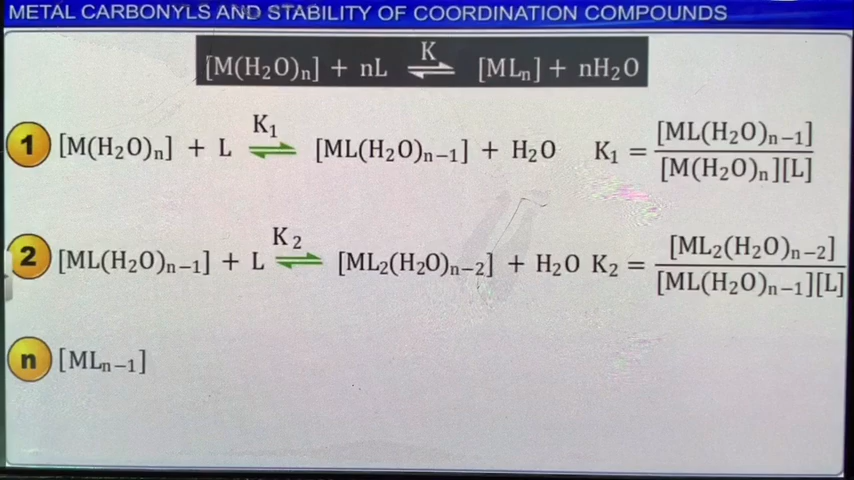 METAL CARBONYLS AND STABILITY OF COORDINATION COMPOUNDS
[M(H₂O)ₙ] + nL ⇌ [MLₙ] + nH₂O
K
1 [M(H₂O)ₙ] + L ⇌ [ML(H₂O)ₙ₋₁] + H₂O K₁ = [ML(H₂O)ₙ₋₁] / [M(H₂O)ₙ][L]
K₁
2 [ML(H₂O)ₙ₋₁] + L ⇌ [ML₂(H₂O)ₙ₋₂] + H₂O K₂ = [ML₂(H₂O)ₙ₋₂] / [ML(H₂O)ₙ₋₁][L]
K₂
n [MLₙ₋₁]